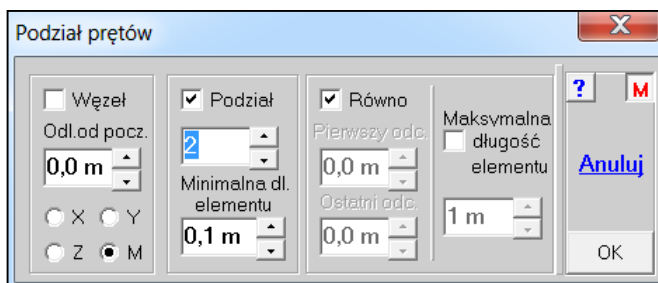 Podział prętów
X
Węzeł
Odl.od pocz.
0,0 m
X Y
Z M
Podział
2
Minimalna dł.
elementu
0,1 m
Równo
Pierwszy odc.
0,0 m
Ostatni odc.
0,0 m
Maksymalna
długość
elementu
1 m
? M
Anuluj
OK